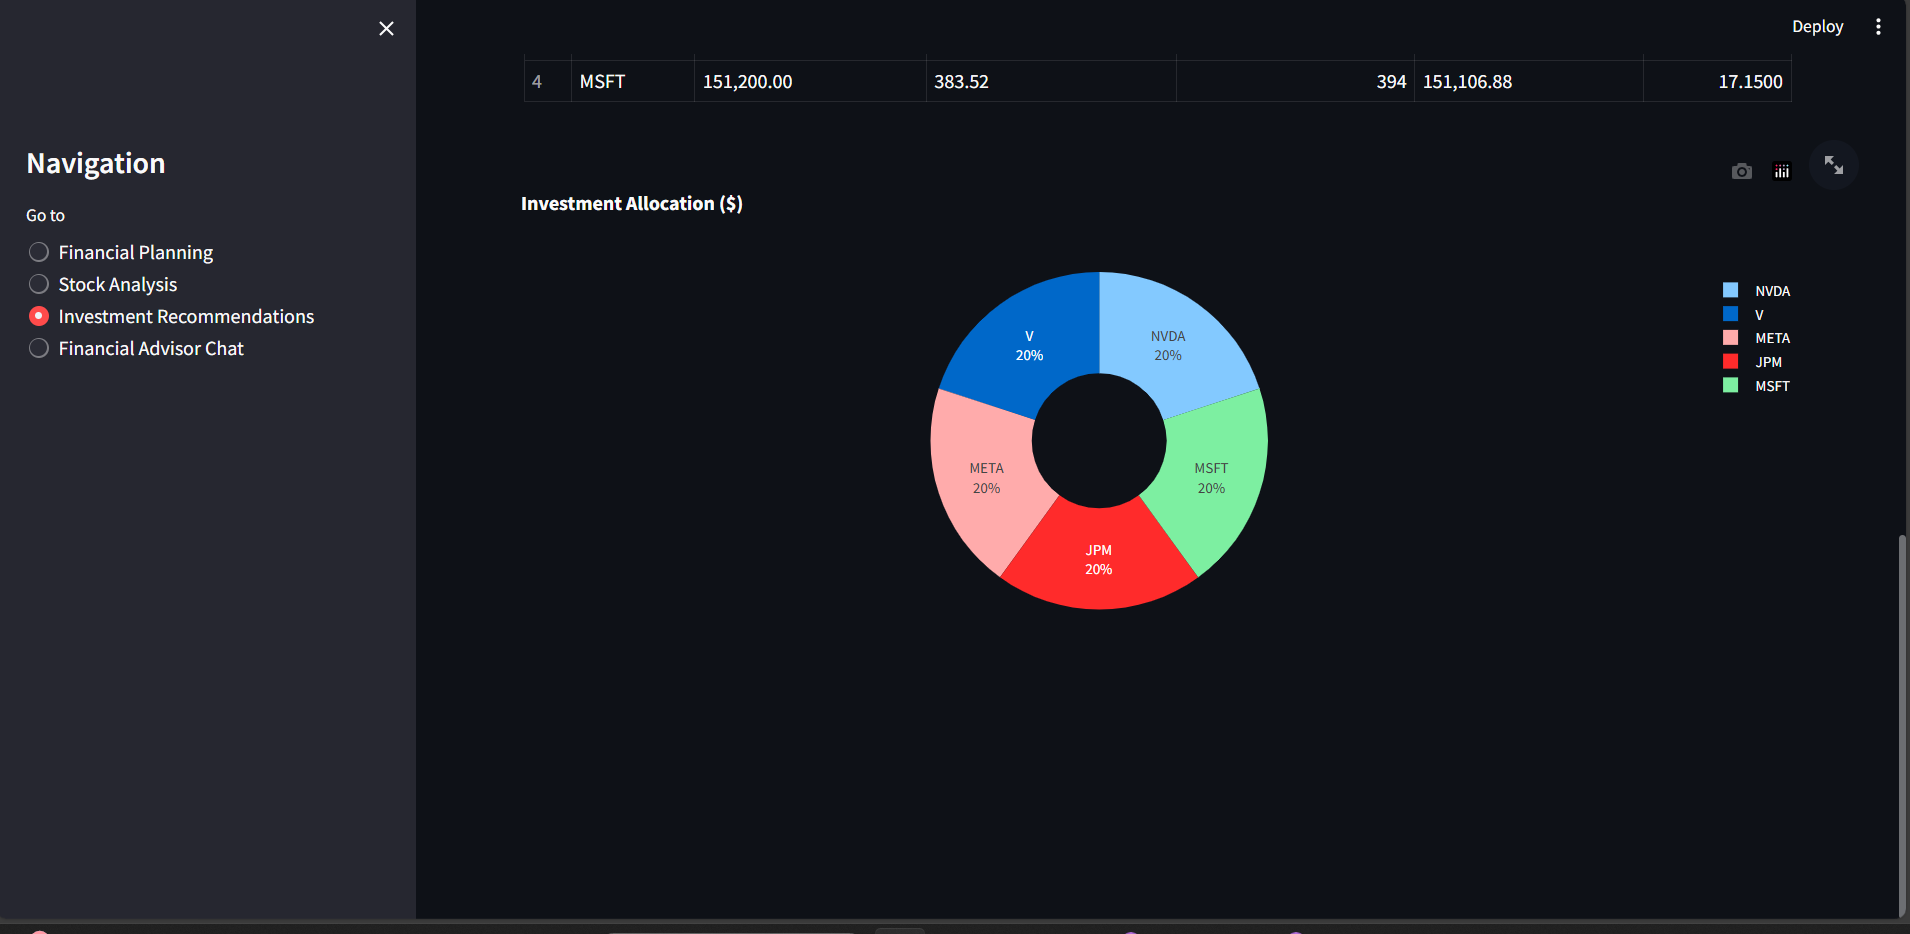 Deploy
4 MSFT 151,200.00 383.52 394 151,106.88 17.1500
Navigation
Go to
Financial Planning
Stock Analysis
Investment Recommendations
Financial Advisor Chat
Investment Allocation ($)
V
20%
NVDA
20%
META
20%
MSFT
20%
JPM
20%
NVDA
V
META
JPM
MSFT